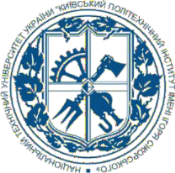 НАЦІОНАЛЬНИЙ ТЕХНІЧНИЙ УНІВЕРСИТЕТ УКРАЇНИ "КИЇВСЬКИЙ ПОЛІТЕХНІЧНИЙ ІНСТИТУТ ІМЕНІ ІГОРЯ СІКОРСЬКОГО"